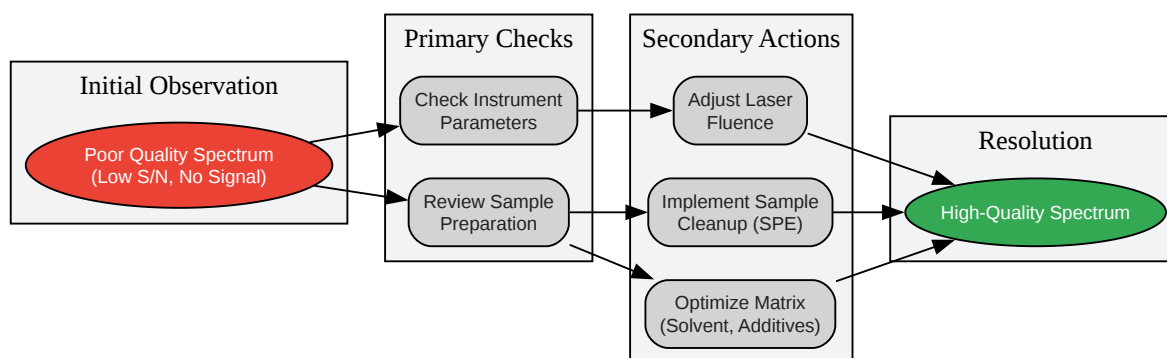 Initial Observation
Poor Quality Spectrum
(Low S/N, No Signal)
Primary Checks
Check Instrument
Parameters
Review Sample
Preparation
Secondary Actions
Adjust Laser
Fluence
Implement Sample
Cleanup (SPE)
Optimize Matrix
(Solvent, Additives)
Resolution
High-Quality Spectrum